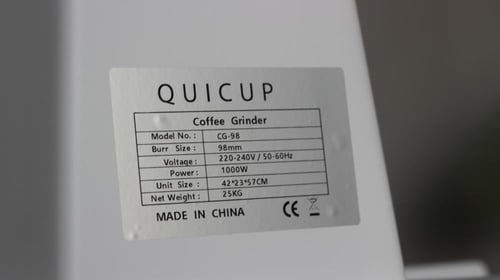 QUICUP
Coffee Grinder
Model No. : CG-98
Burr Size : 98mm
Voltage : 220-240V / 50-60Hz
Power : 1000W
Unit Size : 42*23*57CM
Net Weight : 25KG
MADE IN CHINA CE